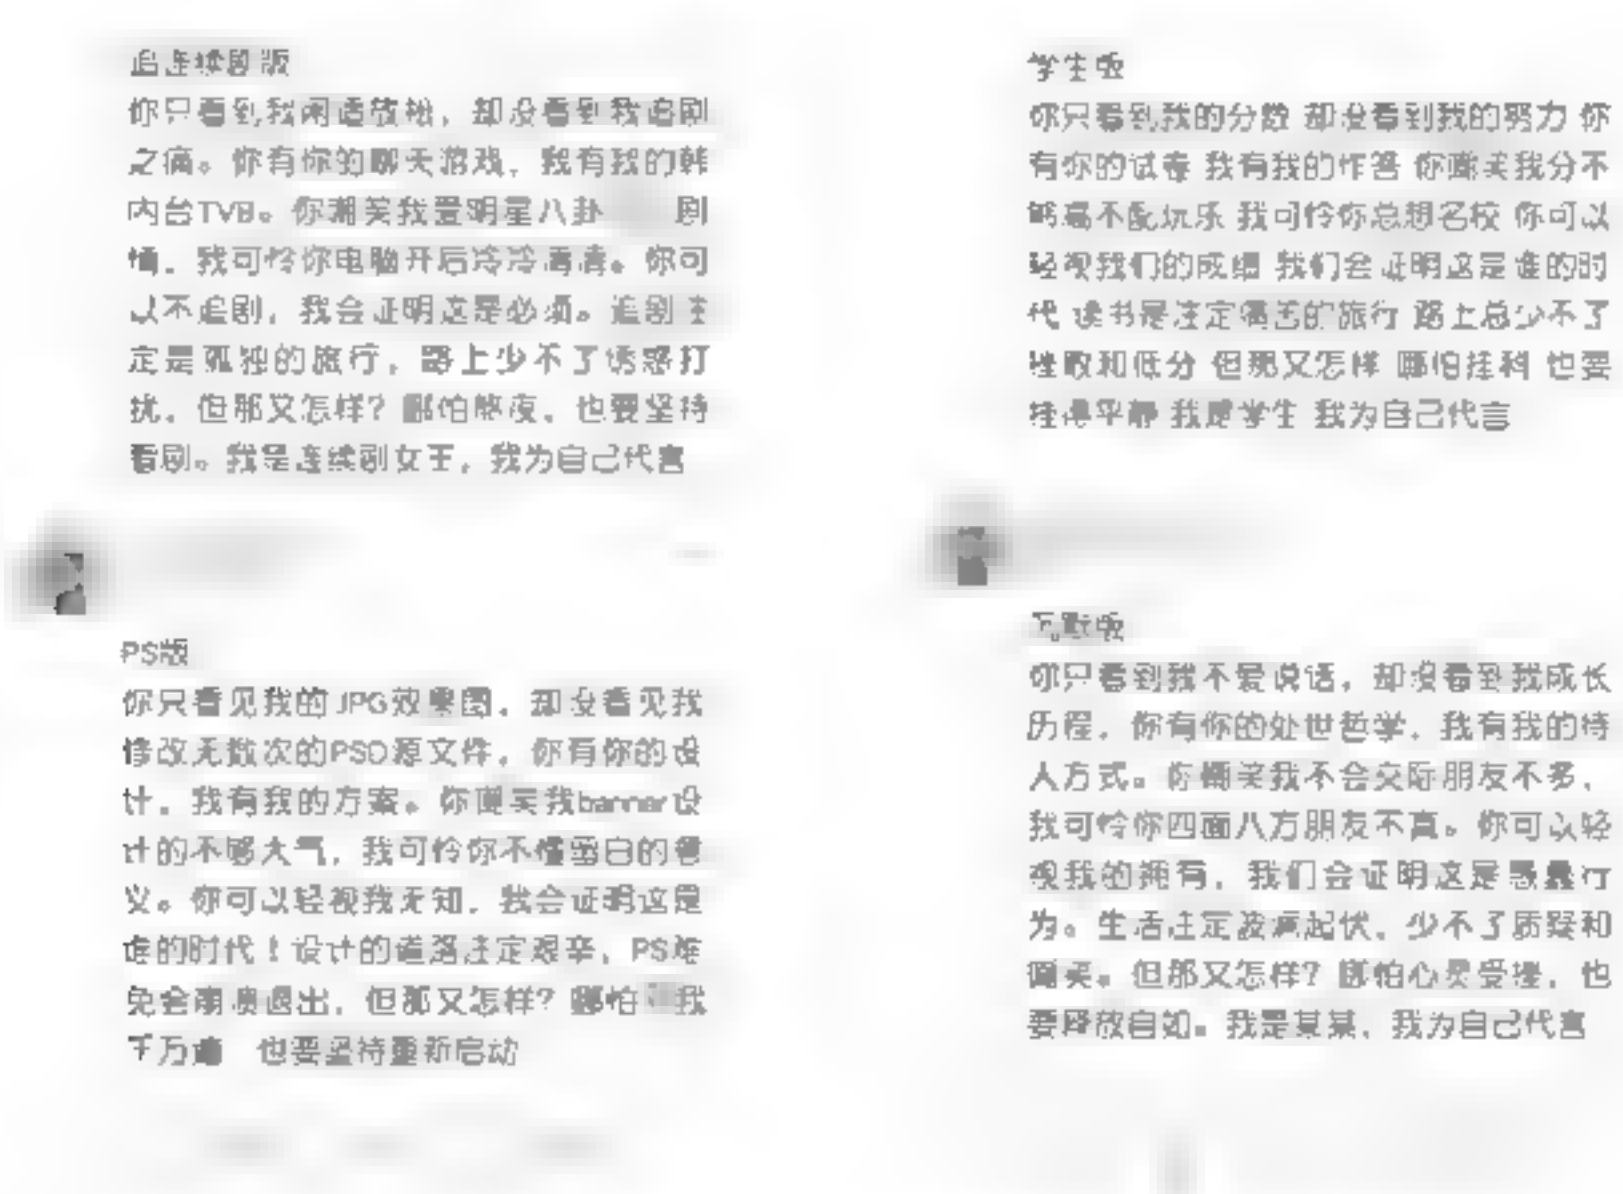 追连续剧版
你只看到我闲适放松，却没看到我追剧
之痛。你有你的聊天游戏，我有我的韩
内台TVB。你嘲笑我爱明星八卦 剧
情，我可怜你电脑开后冷冷清清。你可
以不追剧，我会证明这是必须。追剧注
定是孤独的旅行，路上少不了诱惑打
扰，但那又怎样？哪怕熬夜，也要坚持
看剧。我是连续剧女王，我为自己代言
PS版
你只看见我的JPG效果图，却没看见我
修改无数次的PSD源文件，你有你的设
计，我有我的方案。你嘲笑我banner设
计的不够大气，我可怜你不懂留白的意
义。你可以轻视我无知，我会证明这是
谁的时代！设计的道路注定艰辛，PS难
免会崩溃退出，但那又怎样？哪怕 我
千万遍 也要坚持重新启动
学生版
你只看到我的分数 却没看到我的努力 你
有你的试卷 我有我的作答 你嘲笑我分不
够高不配玩乐 我可怜你总想名校 你可以
轻视我们的成绩 我们会证明这是谁的时
代 读书是注定痛苦的旅行 路上总少不了
挫败和低分 但那又怎样 哪怕挂科 也要
挂得平静 我是学生 我为自己代言
沉默版
你只看到我不爱说话，却没看到我成长
历程，你有你的处世哲学，我有我的待
人方式。你嘲笑我不会交际朋友不多，
我可怜你四面八方朋友不真。你可以轻
视我的拥有，我们会证明这是愚蠢行
为。生活注定波澜起伏，少不了质疑和
嘲笑。但那又怎样？哪怕心灵受挫，也
要释放自如。我是某某，我为自己代言